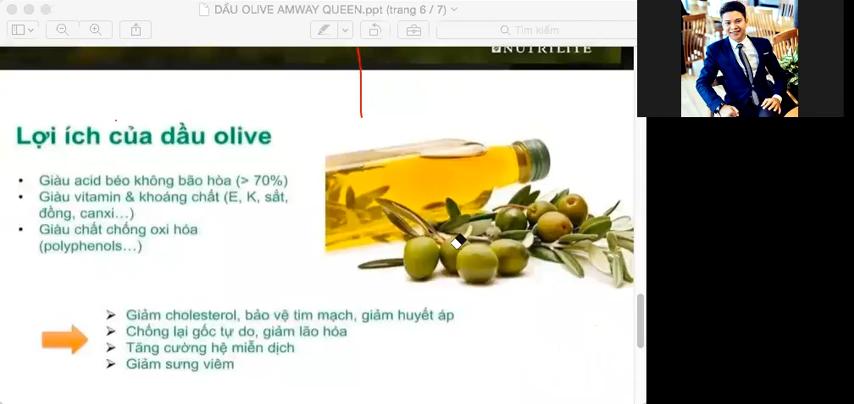 DẦU OLIVE AMWAY QUEEN.ppt (trang 6 / 7)
Tìm kiếm
NUTRILITE
Lợi ích của dầu olive
• Giàu acid béo không bão hòa (> 70%)
• Giàu vitamin & khoáng chất (E, K, sắt,
đồng, canxi...)
• Giàu chất chống oxi hóa
(polyphenols...)
➢ Giảm cholesterol, bảo vệ tim mạch, giảm huyết áp
➢ Chống lại gốc tự do, giảm lão hóa
➢ Tăng cường hệ miễn dịch
➢ Giảm sưng viêm